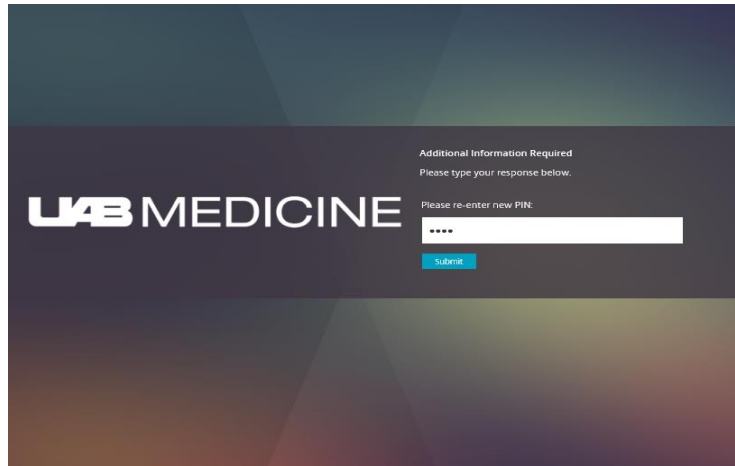 UAB MEDICINE
Additional Information Required
Please type your response below.
Please re-enter new PIN:
••••
Submit